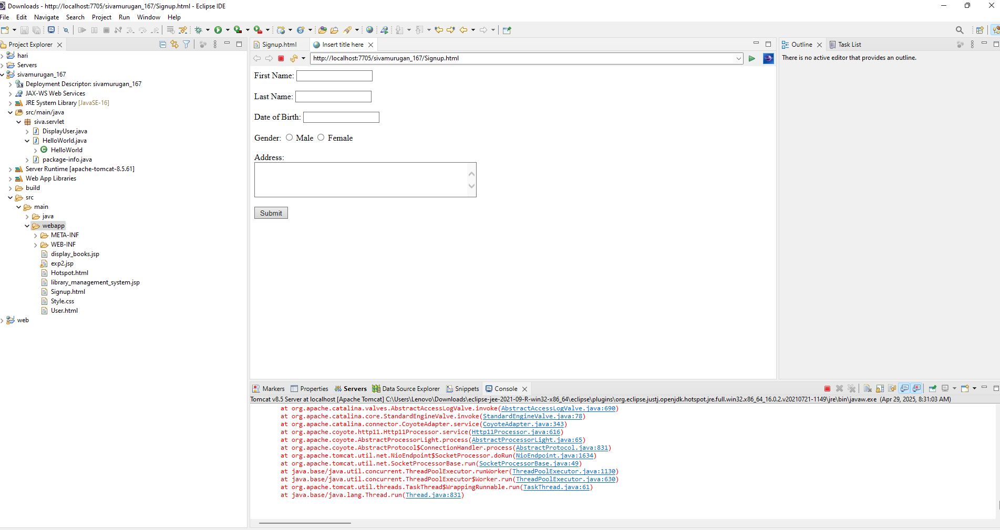 Downloads - http://localhost:7705/sivamurugan_167/Signup.html - Eclipse IDE
File Edit Navigate Search Project Run Window Help
Project Explorer
hari
Servers
sivamurugan_167
Deployment Descriptor: sivamurugan_167
JAX-WS Web Services
JRE System Library [JavaSE-16]
src/main/java
siva.servlet
DisplayUser.java
HelloWorld.java
HelloWorld
package-info.java
Server Runtime [apache-tomcat-8.5.61]
Web App Libraries
build
src
main
java
webapp
META-INF
WEB-INF
display_books.jsp
exp2.jsp
Hotspot.html
library_management_system.jsp
Signup.html
Style.css
User.html
web
Signup.html Insert title here
http://localhost:7705/sivamurugan_167/Signup.html
First Name:
Last Name:
Date of Birth:
Gender: Male Female
Address:
Submit
Outline Task List
There is no active editor that provides an outline.
Markers Properties Servers Data Source Explorer Snippets Console
Tomcat v8.5 Server at localhost [Apache Tomcat] C:\Users\Lenovo\Downloads\eclipse-jee-2021-09-R-win32-x86_64\eclipse\plugins\org.eclipse.justj.openjdk.hotspot.jre.full.win32.x86_64_16.0.2.v20210721-1149\jre\bin\javaw.exe (Apr 29, 2025, 8:31:03 AM)
at org.apache.catalina.valves.AbstractAccessLogValve.invoke(AbstractAccessLogValve.java:690)
at org.apache.catalina.core.StandardEngineValve.invoke(StandardEngineValve.java:78)
at org.apache.catalina.connector.CoyoteAdapter.service(CoyoteAdapter.java:343)
at org.apache.coyote.http11.Http11Processor.service(Http11Processor.java:616)
at org.apache.coyote.AbstractProcessorLight.process(AbstractProcessorLight.java:65)
at org.apache.coyote.AbstractProtocol$ConnectionHandler.process(AbstractProtocol.java:831)
at org.apache.tomcat.util.net.NioEndpoint$SocketProcessor.doRun(NioEndpoint.java:1634)
at org.apache.tomcat.util.net.SocketProcessorBase.run(SocketProcessorBase.java:49)
at java.base/java.util.concurrent.ThreadPoolExecutor.runWorker(ThreadPoolExecutor.java:1130)
at java.base/java.util.concurrent.ThreadPoolExecutor$Worker.run(ThreadPoolExecutor.java:630)
at org.apache.tomcat.util.threads.TaskThread$WrappingRunnable.run(TaskThread.java:61)
at java.base/java.lang.Thread.run(Thread.java:831)